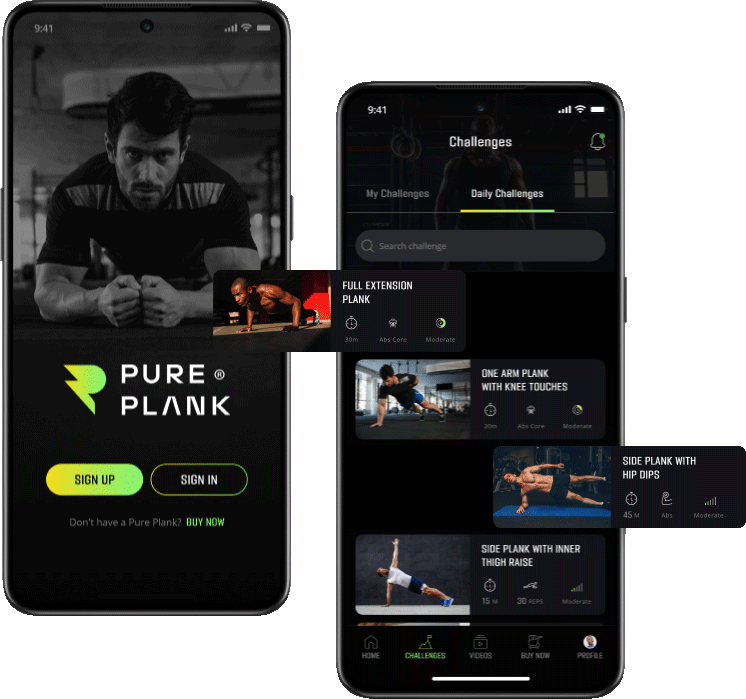 9:41
PURE ®
PLANK
SIGN UP
SIGN IN
Don't have a Pure Plank? BUY NOW
9:41
Challenges
My Challenges
Daily Challenges
Search challenge
FULL EXTENSION
PLANK
30m
Abs Core
Moderate
ONE ARM PLANK
WITH KNEE TOUCHES
20m
Abs Core
Moderate
SIDE PLANK WITH
HIP DIPS
45 M
Abs
Moderate
SIDE PLANK WITH INNER
THIGH RAISE
15 M
30 REPS
Moderate
HOME
CHALLENGES
VIDEOS
BUY NOW
PROFILE